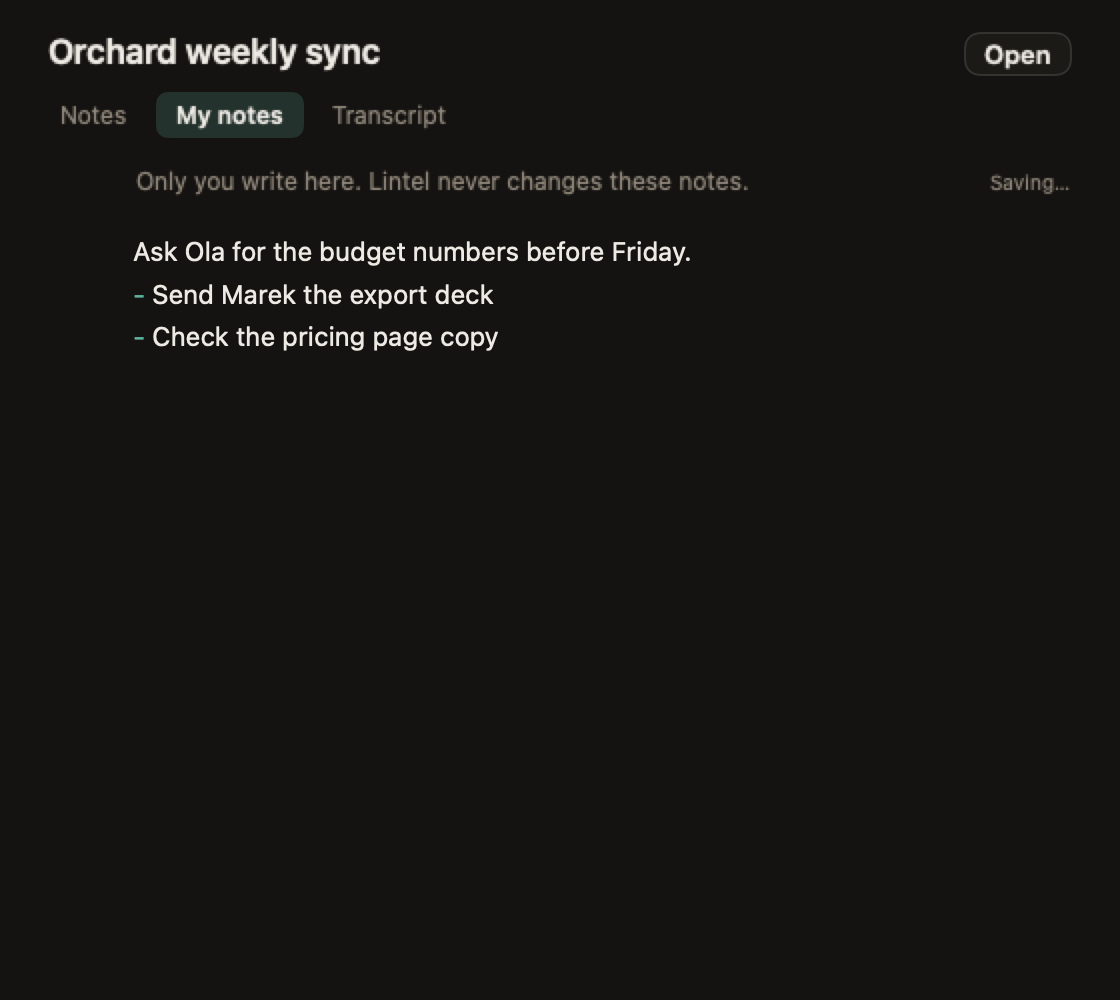 Orchard weekly sync
Open
Notes
My notes
Transcript
Only you write here. Lintel never changes these notes.
Saving...
Ask Ola for the budget numbers before Friday.
- Send Marek the export deck
- Check the pricing page copy